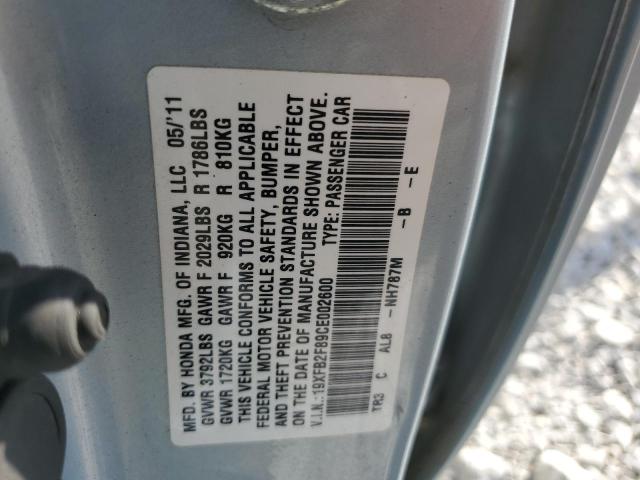 MFD. BY HONDA MFG. OF INDIANA, LLC 05/'11
GVWR 3792LBS GAWR F 2029LBS R 1786LBS
GVWR 1720KG GAWR F 920KG R 810KG
THIS VEHICLE CONFORMS TO ALL APPLICABLE
FEDERAL MOTOR VEHICLE SAFETY, BUMPER,
AND THEFT PREVENTION STANDARDS IN EFFECT
ON THE DATE OF MANUFACTURE SHOWN ABOVE.
V.I.N.: 19XFB2F89CE002600 TYPE: PASSENGER CAR
TR3 C AL8 - NH787M - B - E